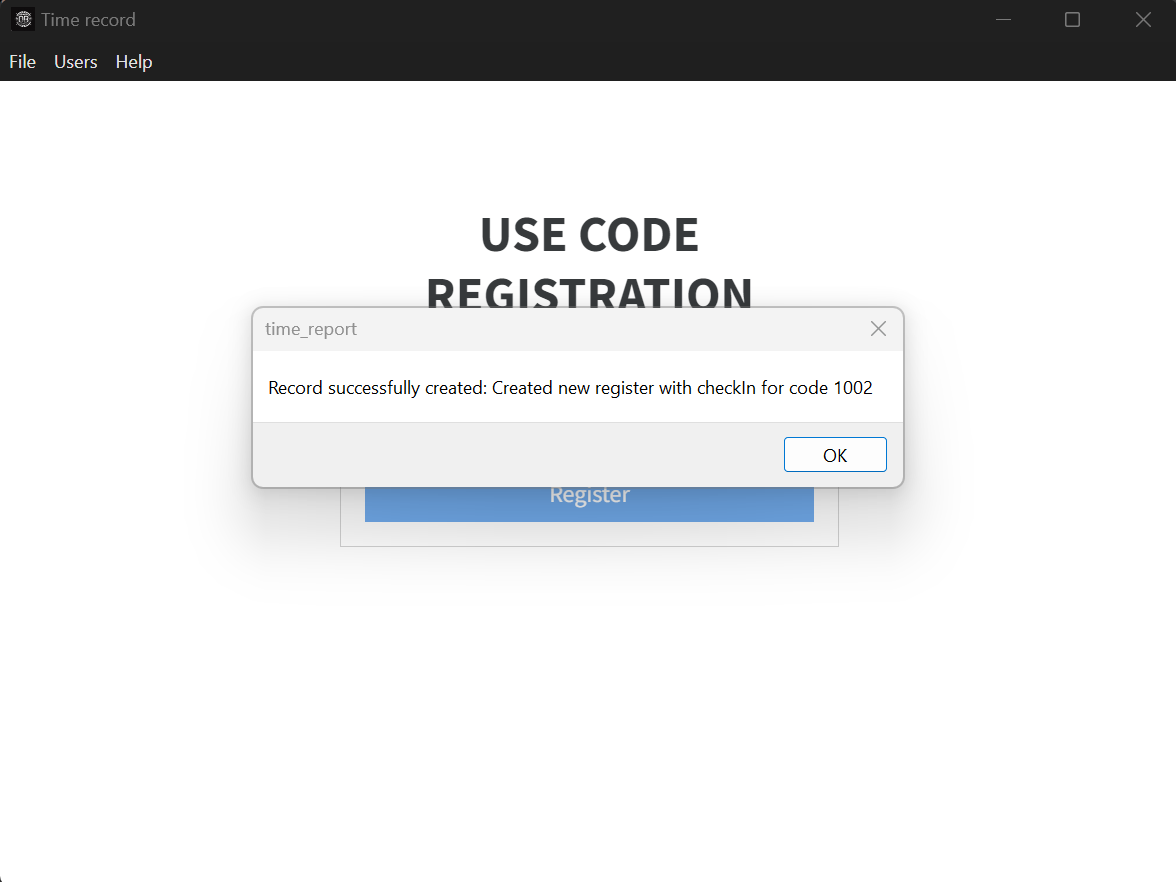 Time record
File Users Help
USE CODE
REGISTRATION
time_report
Record successfully created: Created new register with checkIn for code 1002
OK
Register